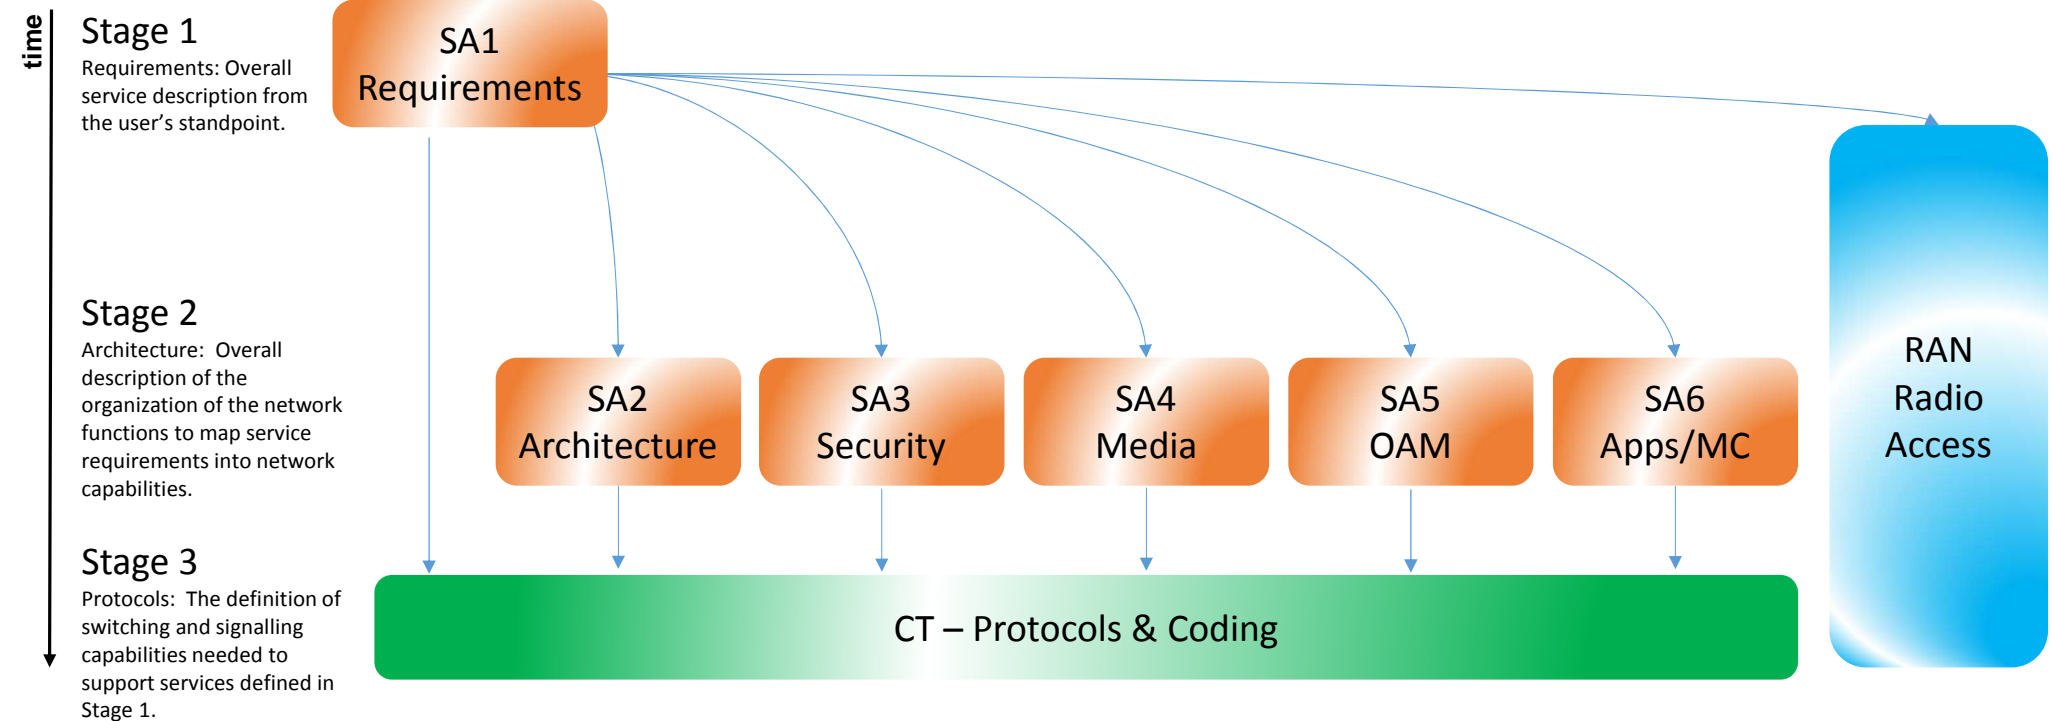 time
Stage 1
Requirements: Overall
service description from
the user’s standpoint.
SA1
Requirements
Stage 2
Architecture:  Overall
description of the
organization of the network
functions to map service
requirements into network
capabilities.
SA2
Architecture
SA3
Security
SA4
Media
SA5
OAM
SA6
Apps/MC
RAN
Radio
Access
Stage 3
Protocols:  The definition of
switching and signalling
capabilities needed to
support services defined in
Stage 1.
CT – Protocols & Coding